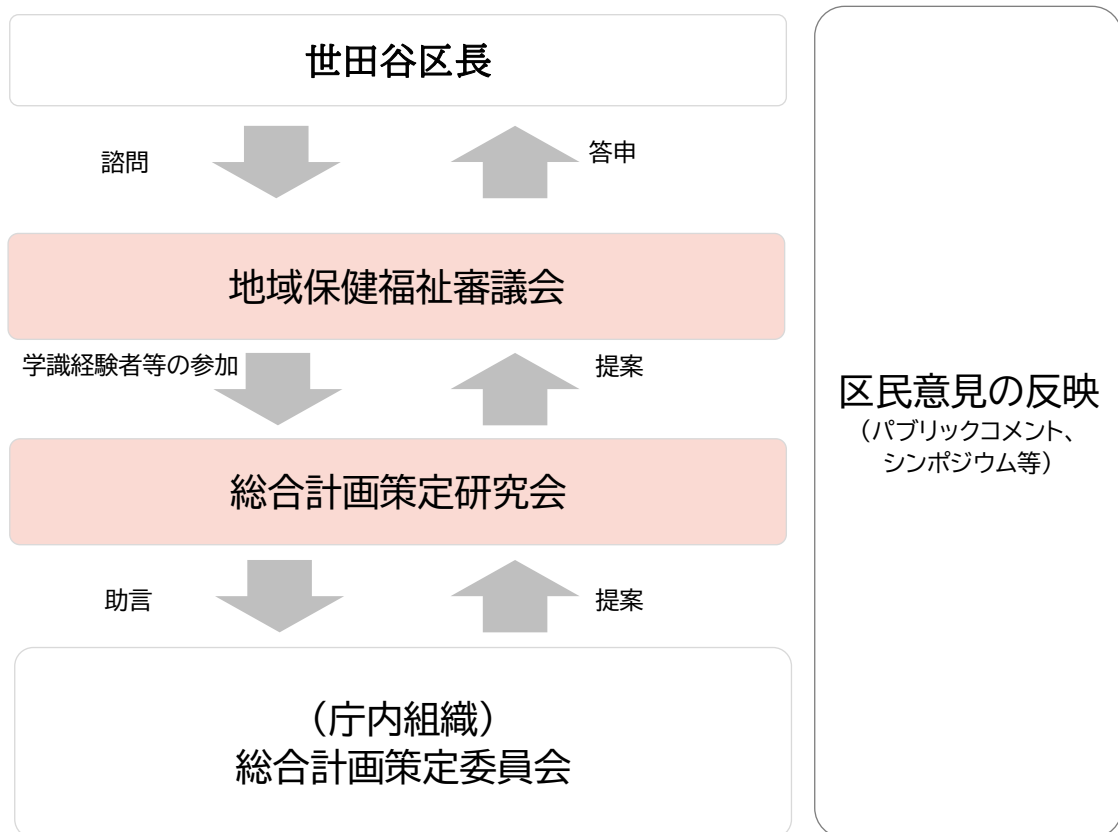 世田谷区長
諮問
答申
地域保健福祉審議会
学識経験者等の参加
提案
総合計画策定研究会
助言
提案
（庁内組織）
総合計画策定委員会
区民意見の反映
（パブリックコメント、
シンポジウム等）